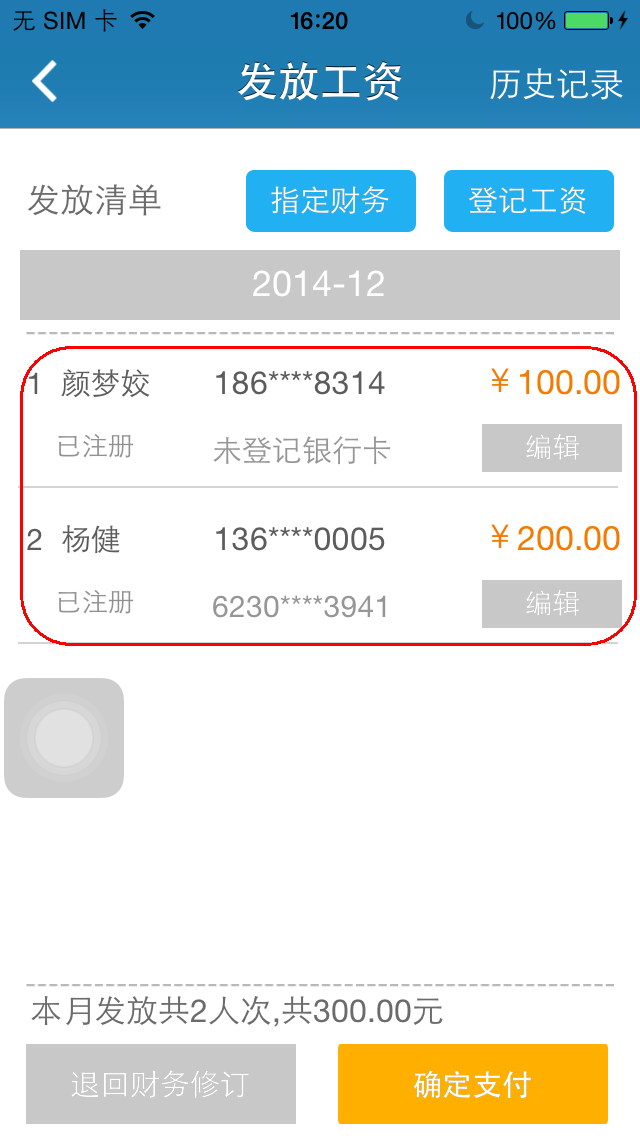 无 SIM 卡 16:20 100%
发放工资 历史记录
发放清单 指定财务 登记工资
2014-12
1 颜梦姣 186****8314 ￥100.00
已注册 未登记银行卡 编辑
2 杨健 136****0005 ￥200.00
已注册 6230****3941 编辑
本月发放共2人次,共300.00元
退回财务修订 确定支付